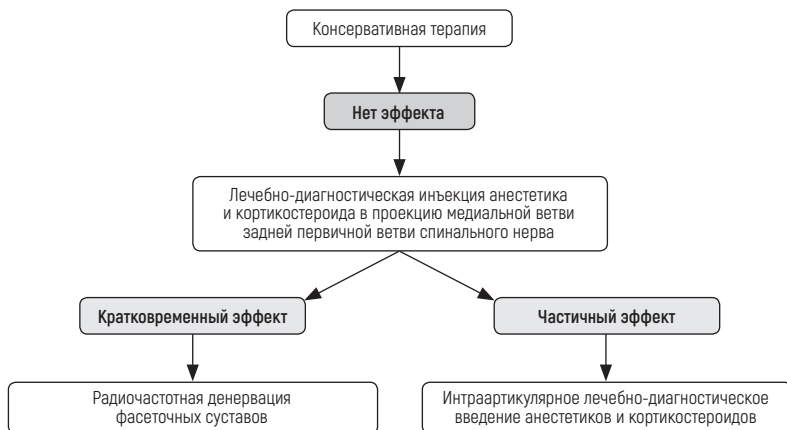 Консервативная терапия
Нет эффекта
Лечебно-диагностическая инъекция анестетика
и кортикостероида в проекцию медиальной ветви
задней первичной ветви спинального нерва
Кратковременный эффект
Частичный эффект
Радиочастотная денервация
фасеточных суставов
Интраартикулярное лечебно-диагностическое
введение анестетиков и кортикостероидов